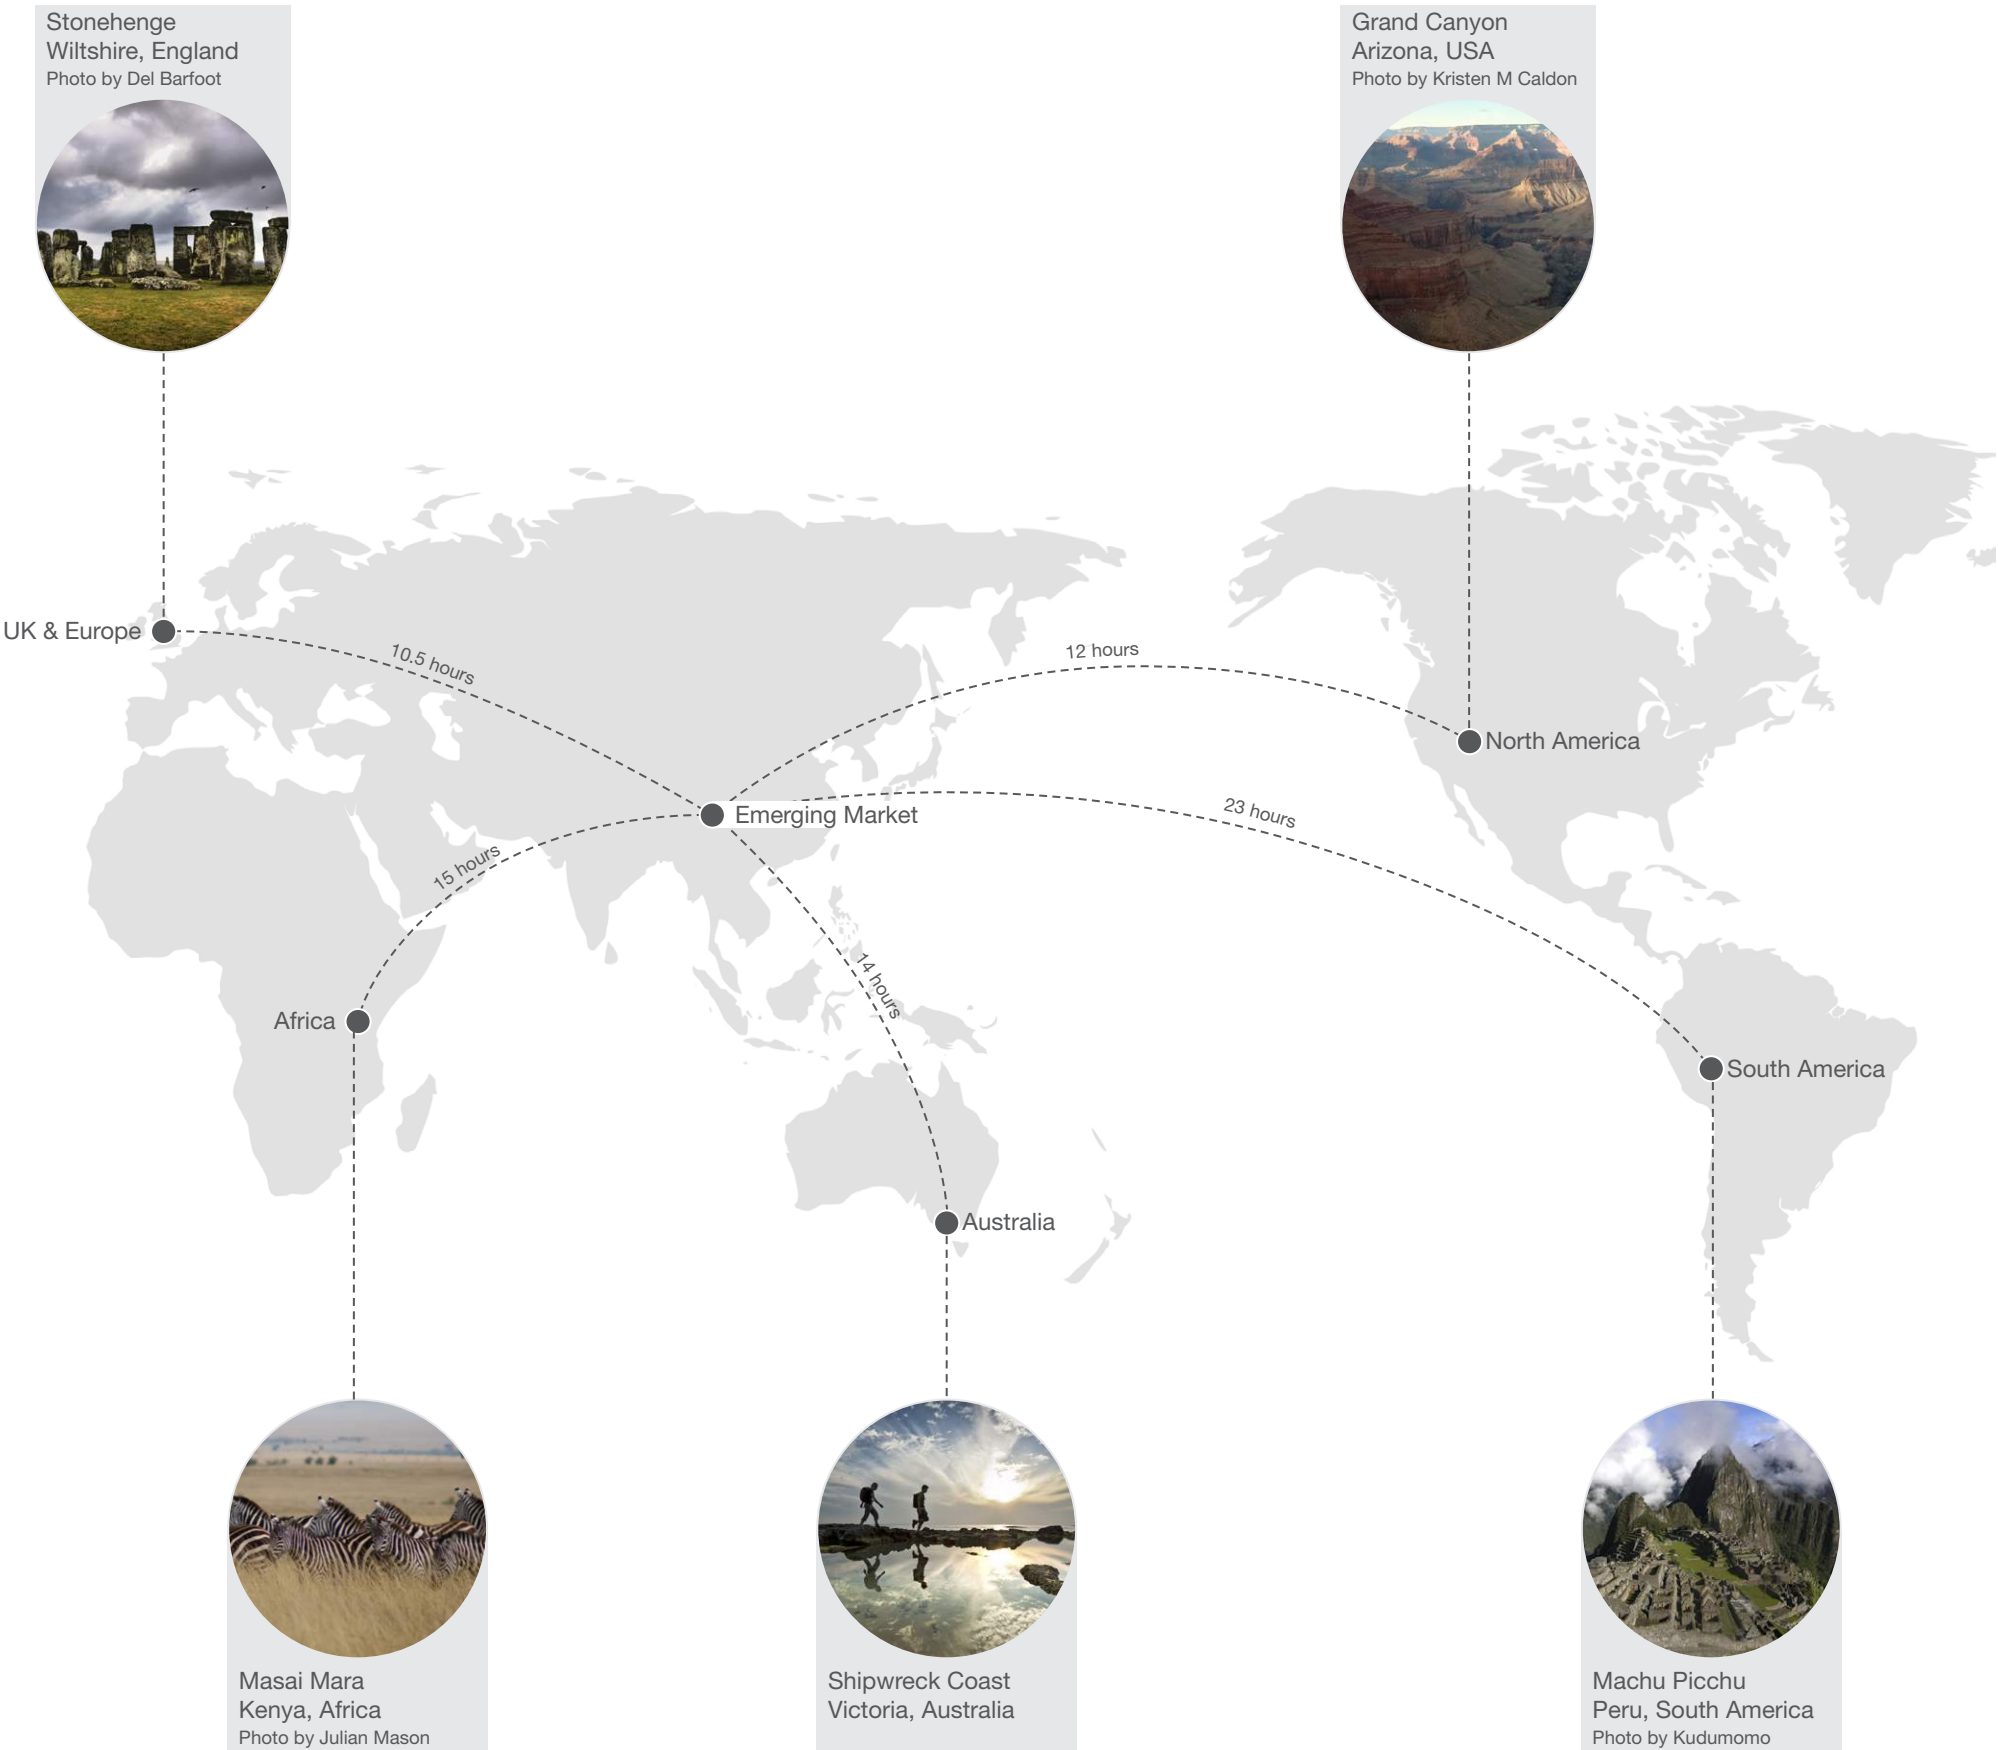 Stonehenge
Wiltshire, England
Photo by Del Barfoot
Grand Canyon
Arizona, USA
Photo by Kristen M Caldon
UK & Europe
10.5 hours
12 hours
North America
Emerging Market
23 hours
15 hours
14 hours
Africa
South America
Australia
Masai Mara
Kenya, Africa
Photo by Julian Mason
Shipwreck Coast
Victoria, Australia
Machu Picchu
Peru, South America
Photo by Kudumomo